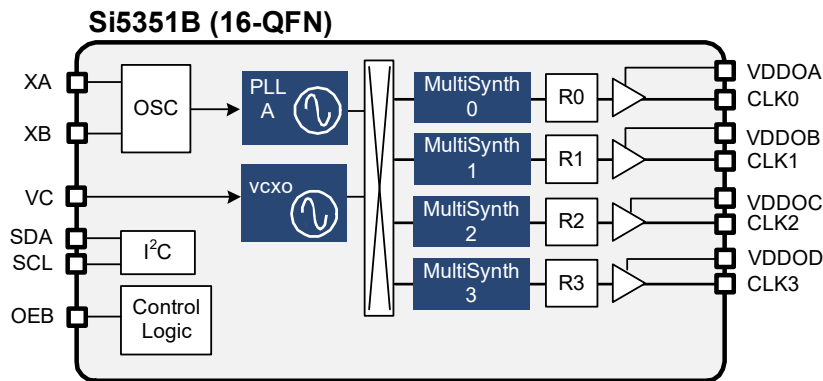 Si5351B (16-QFN)
XA
XB
VC
SDA
SCL
OEB
OSC
I²C
Control
Logic
PLL
A
vcxo
MultiSynth
0
MultiSynth
1
MultiSynth
2
MultiSynth
3
R0
R1
R2
R3
VDDOA
CLK0
VDDOB
CLK1
VDDOC
CLK2
VDDOD
CLK3